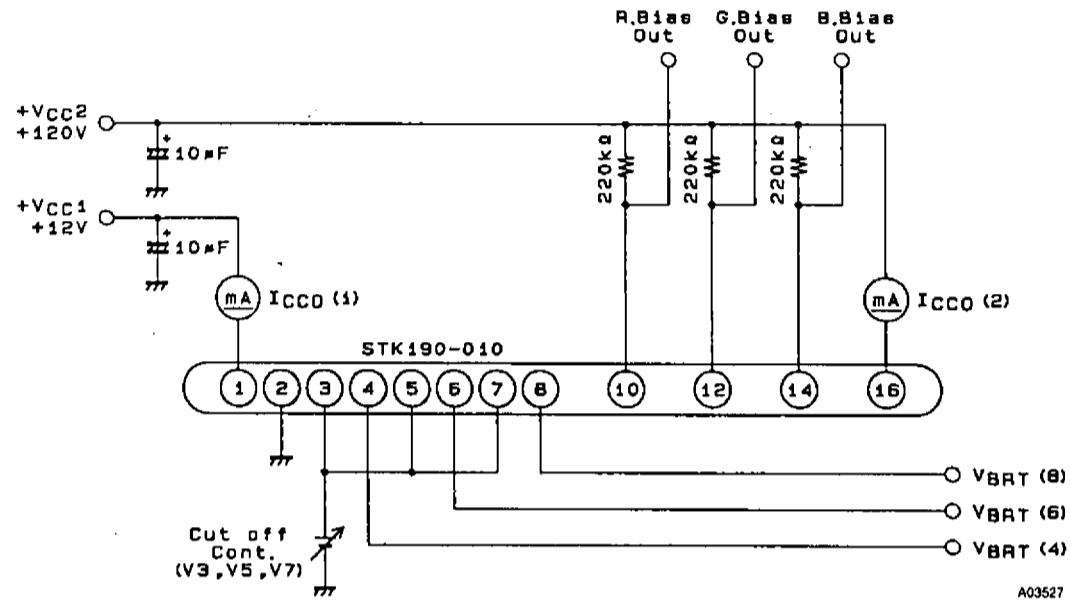 R.Bias Out
G.Bias Out
B.Bias Out
+VCC2
+120V
10µF
220kΩ
220kΩ
220kΩ
+VCC1
+12V
10µF
mA
ICCO (1)
mA
ICCO (2)
STK190-010
1 2 3 4 5 6 7 8 10 12 14 16
VBRT (8)
VBRT (6)
VBRT (4)
Cut off
Cont.
(V3,V5,V7)
A03527